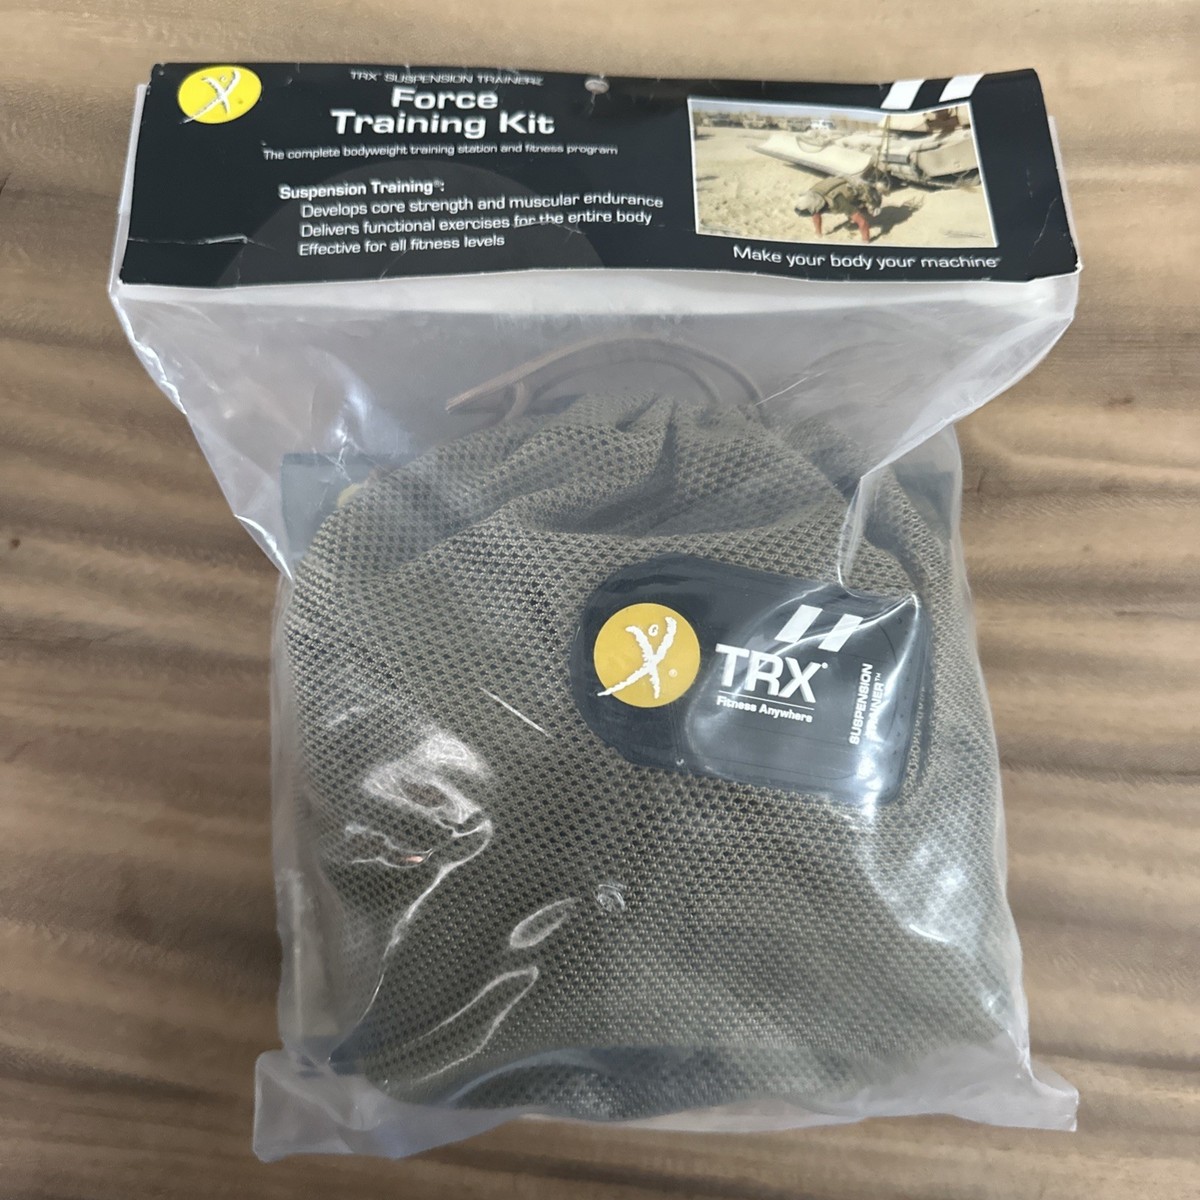 TRX® SUSPENSION TRAINER™
Force
Training Kit
The complete bodyweight training station and fitness program
Suspension Training®:
Develops core strength and muscular endurance
Delivers functional exercises for the entire body
Effective for all fitness levels
Make your body your machine®
TRX®
Fitness Anywhere
SUSPENSION
TRAINER™